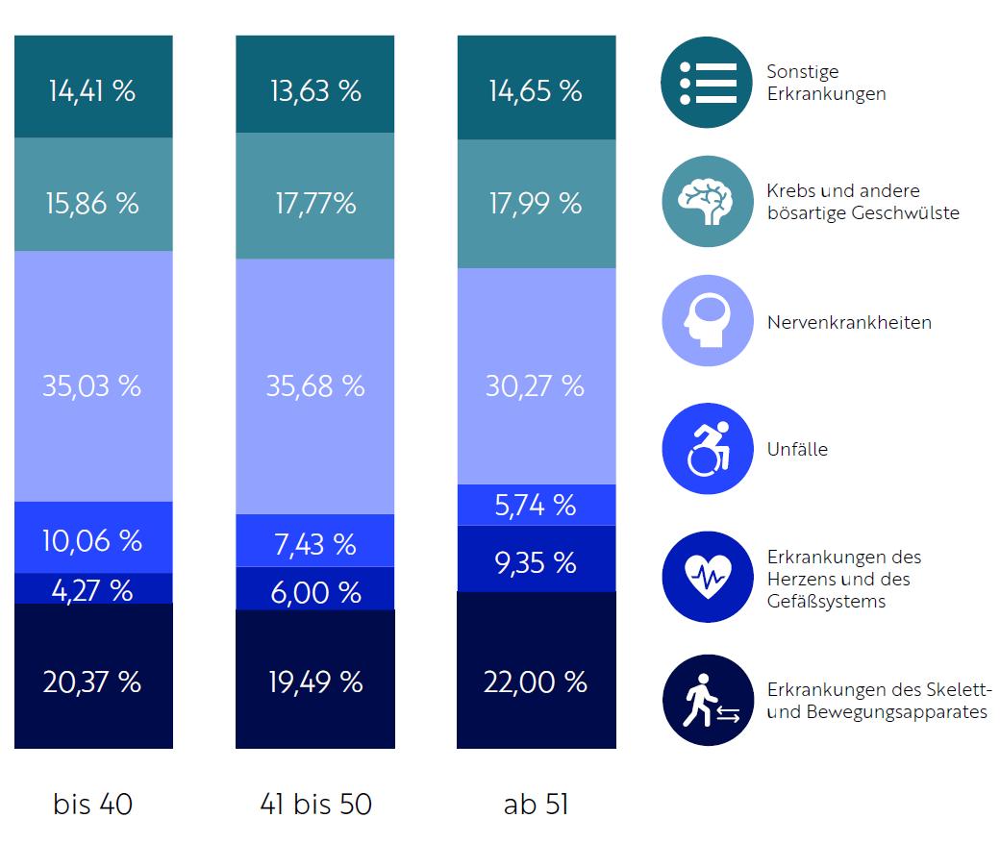 14,41 %
13,63 %
14,65 %
Sonstige
Erkrankungen
15,86 %
17,77%
17,99 %
Krebs und andere
bösartige Geschwülste
35,03 %
35,68 %
30,27 %
Nervenkrankheiten
10,06 %
7,43 %
5,74 %
Unfälle
4,27 %
6,00 %
9,35 %
Erkrankungen des
Herzens und des
Gefäßsystems
20,37 %
19,49 %
22,00 %
Erkrankungen des Skelett-
und Bewegungsapparates
bis 40
41 bis 50
ab 51